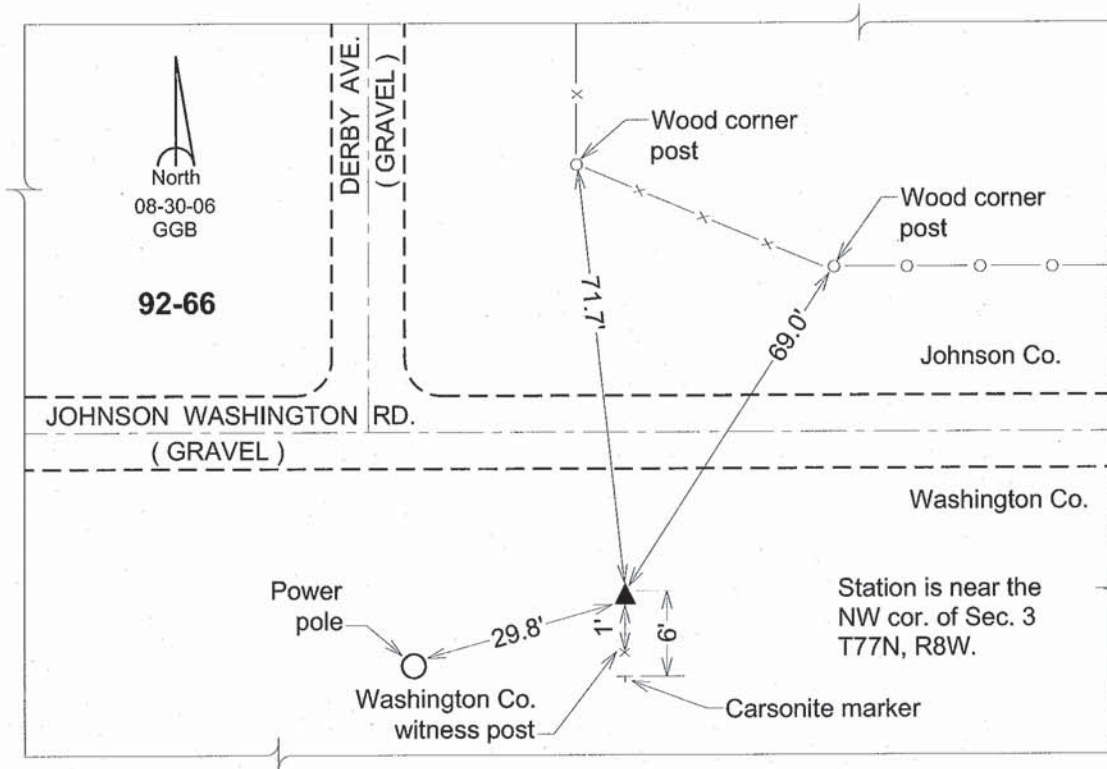 DERBY AVE.
( GRAVEL )
North
08-30-06
GGB
92-66
Wood corner
post
Wood corner
post
71.7'
69.0'
Johnson Co.
JOHNSON WASHINGTON RD.
( GRAVEL )
Washington Co.
Power
pole
29.8'
1'
6'
Station is near the
NW cor. of Sec. 3
T77N, R8W.
Washington Co.
witness post
Carsonite marker